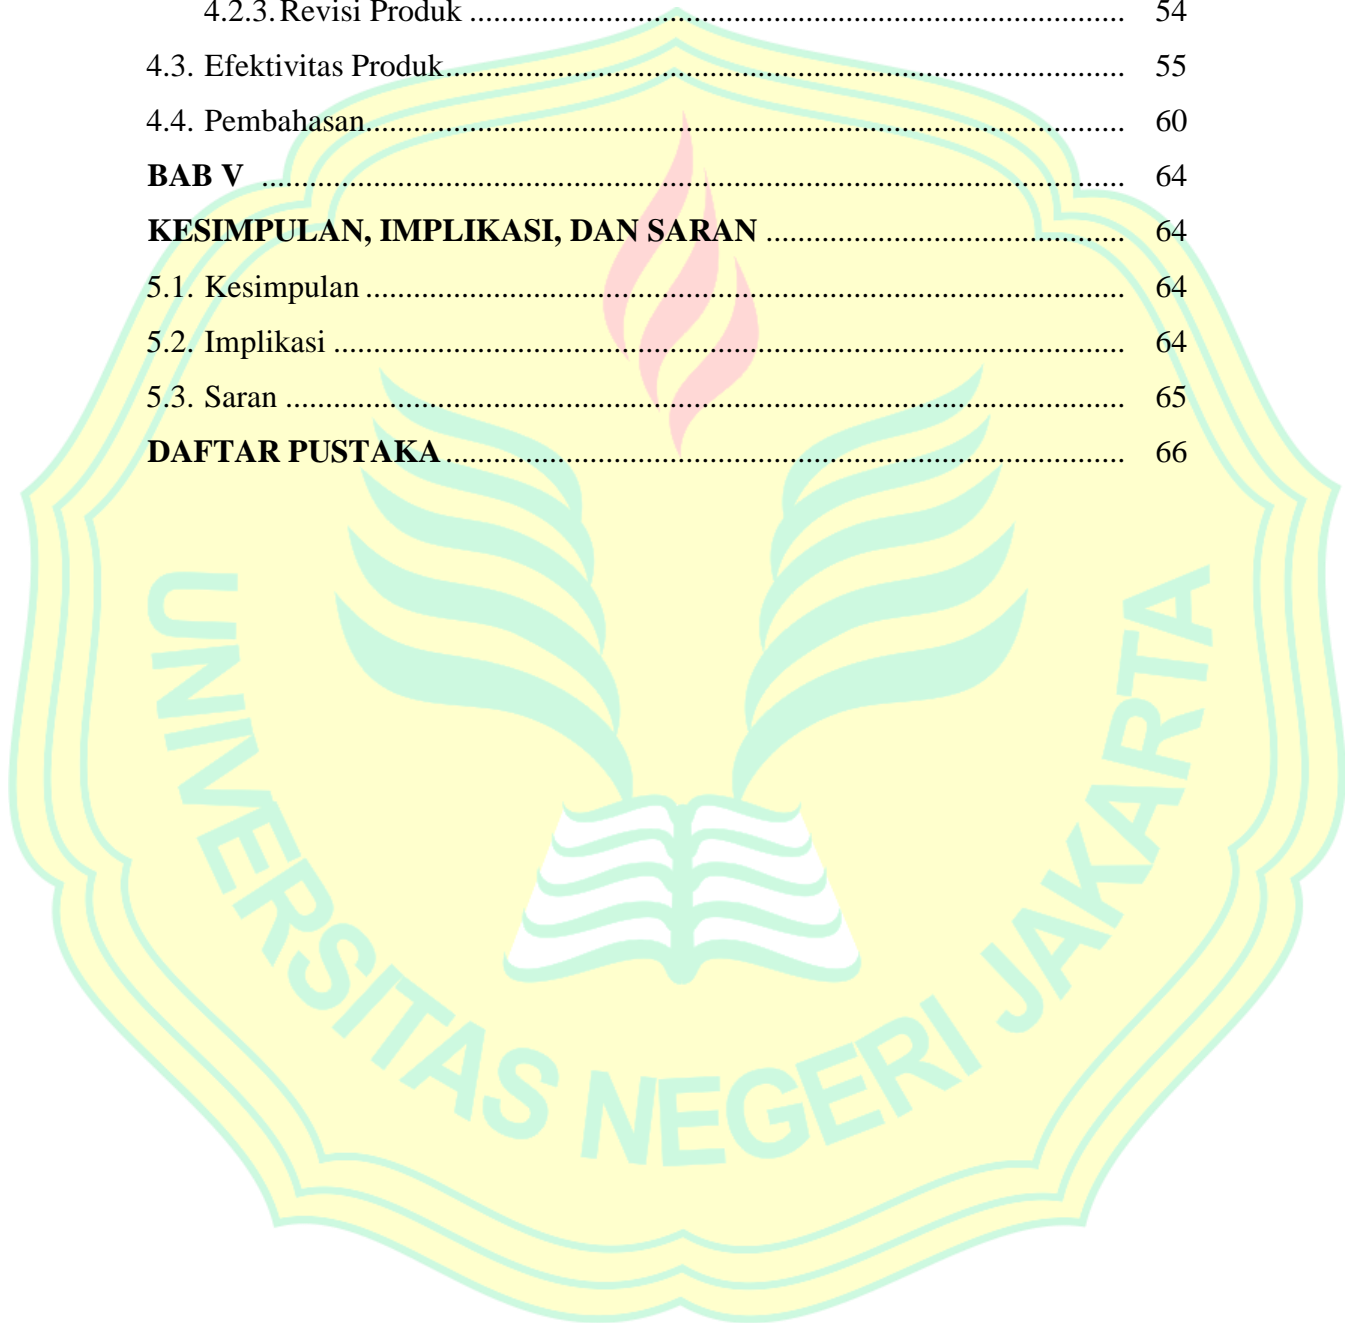 4.2.3. Revisi Produk ........................................................................................ 54
4.3. Efektivitas Produk........................................................................................ 55
4.4. Pembahasan........................................................................................ 60
BAB V ........................................................................................ 64
KESIMPULAN, IMPLIKASI, DAN SARAN ........................................................................................ 64
5.1. Kesimpulan ........................................................................................ 64
5.2. Implikasi ........................................................................................ 64
5.3. Saran ........................................................................................ 65
DAFTAR PUSTAKA ........................................................................................ 66
UNIVERSITAS NEGERI JAKARTA